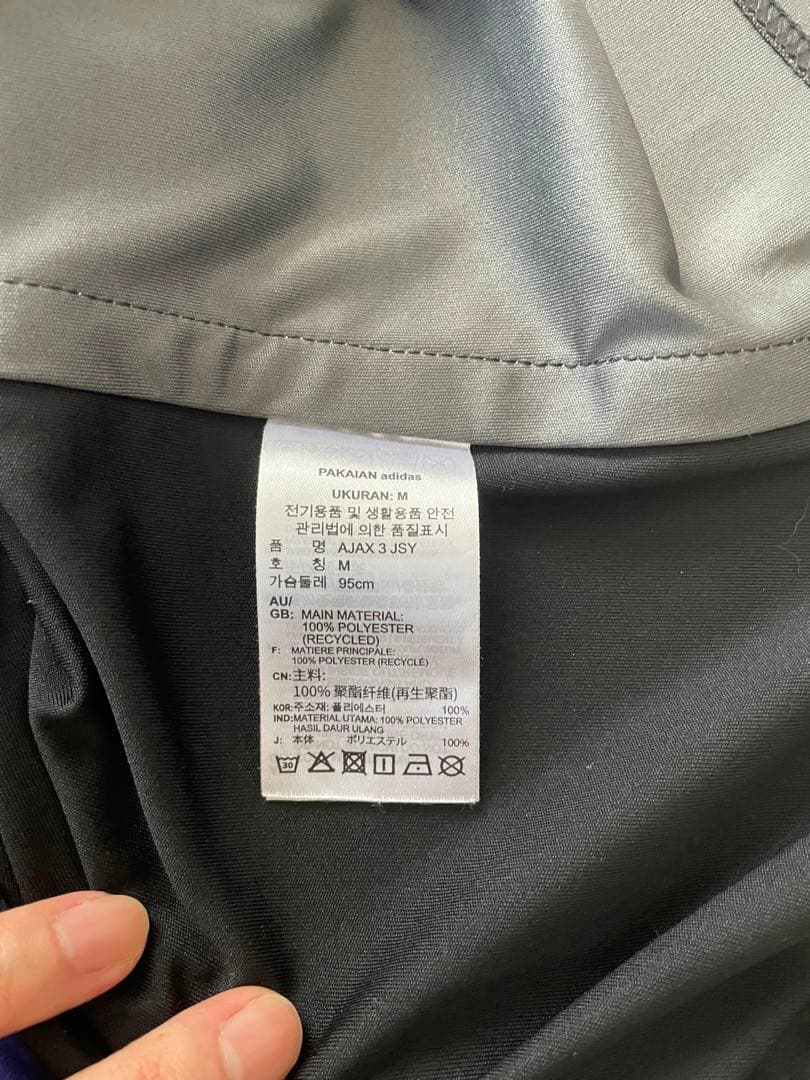 PAKAIAN adidas
UKURAN: M
전기용품 및 생활용품 안전
관리법에 의한 품질표시
품 명 AJAX 3 JSY
호 칭 M
가슴둘레 95cm
AU/
GB: MAIN MATERIAL:
100% POLYESTER
(RECYCLED)
F: MATIERE PRINCIPALE:
100% POLYESTER (RECYCLÉ)
CN:主料:
100% 聚酯纤维(再生聚酯)
KOR:주소재: 폴리에스터 100%
IND:MATERIAL UTAMA: 100% POLYESTER
HASIL DAUR ULANG
J: 本体 ポリエステル 100%
30